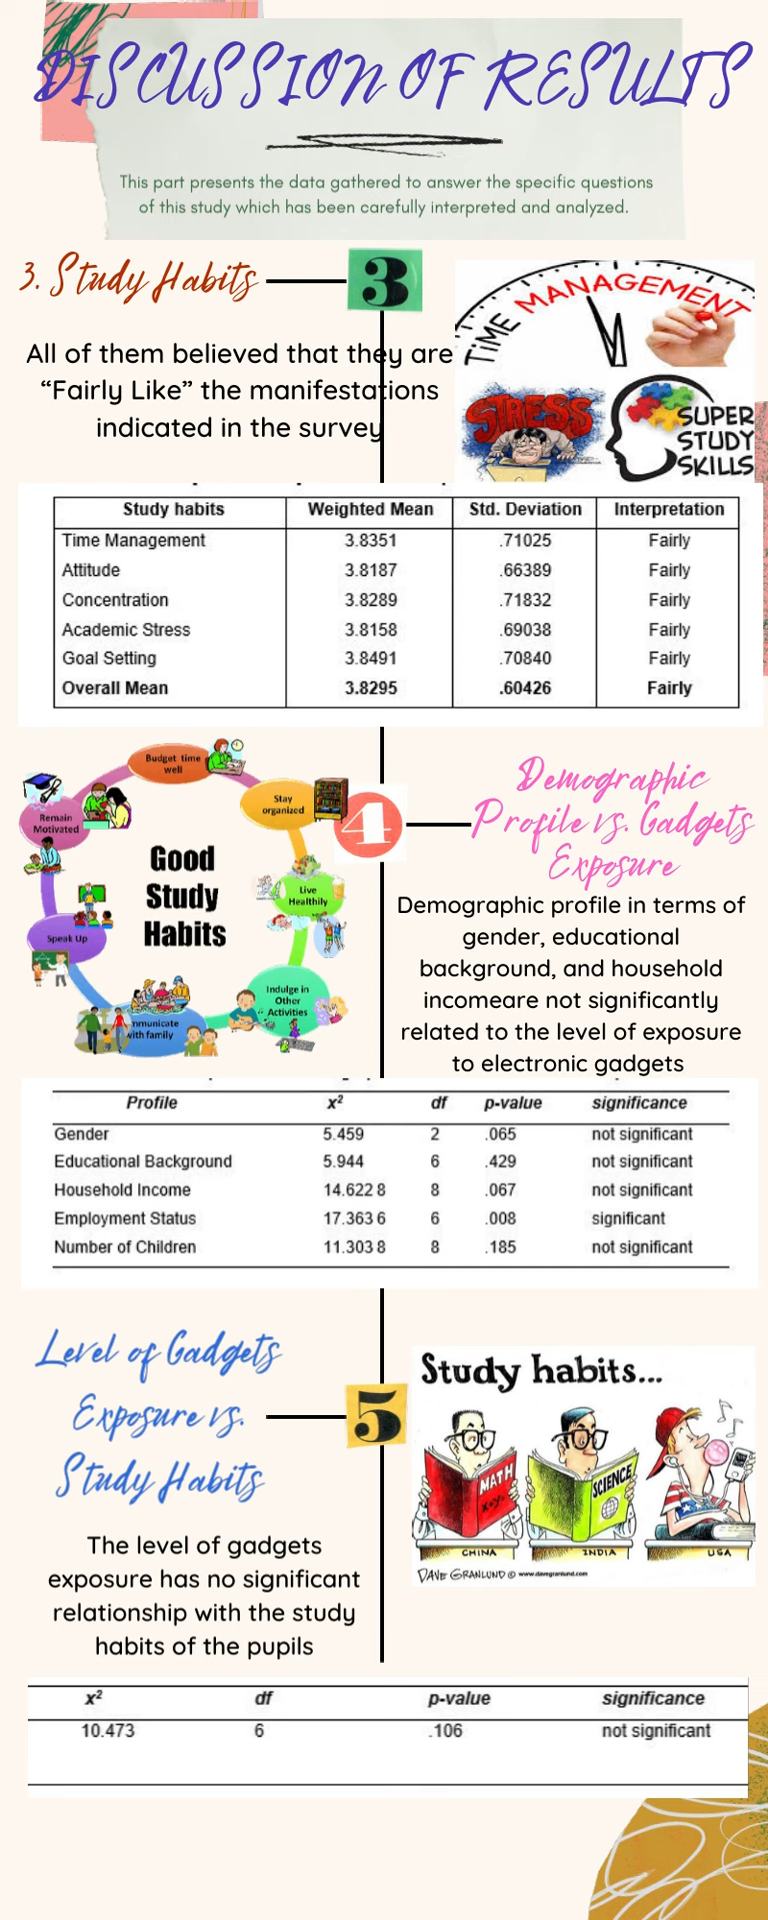 DISCUSSION OF RESULTS
This part presents the data gathered to answer the specific questions
of this study which has been carefully interpreted and analyzed.
3. Study Habits
3
All of them believed that they are
“Fairly Like” the manifestations
indicated in the survey
TIME MANAGEMENT
STRESS
SUPER
STUDY
SKILLS
Study habits Weighted Mean Std. Deviation Interpretation
Time Management 3.8351 .71025 Fairly
Attitude 3.8187 .66389 Fairly
Concentration 3.8289 .71832 Fairly
Academic Stress 3.8158 .69038 Fairly
Goal Setting 3.8491 .70840 Fairly
Overall Mean 3.8295 .60426 Fairly
Budget time
well
Stay
organized
Remain
Motivated
Good
Study
Habits
Live
Healthily
Speak Up
Indulge in
Other
Activities
mmunicate
with family
4
Demographic
Profile vs. Gadgets
Exposure
Demographic profile in terms of
gender, educational
background, and household
incomeare not significantly
related to the level of exposure
to electronic gadgets
Profile x² df p-value significance
Gender 5.459 2 .065 not significant
Educational Background 5.944 6 .429 not significant
Household Income 14.622 8 8 .067 not significant
Employment Status 17.363 6 6 .008 significant
Number of Children 11.303 8 8 .185 not significant
Level of Gadgets
Exposure vs.
Study Habits
5
The level of gadgets
exposure has no significant
relationship with the study
habits of the pupils
Study habits...
MATH
X+Y=
SCIENCE
CHINA
INDIA
USA
DAVE GRANLUND © www.davegranlund.com
x² df p-value significance
10.473 6 .106 not significant